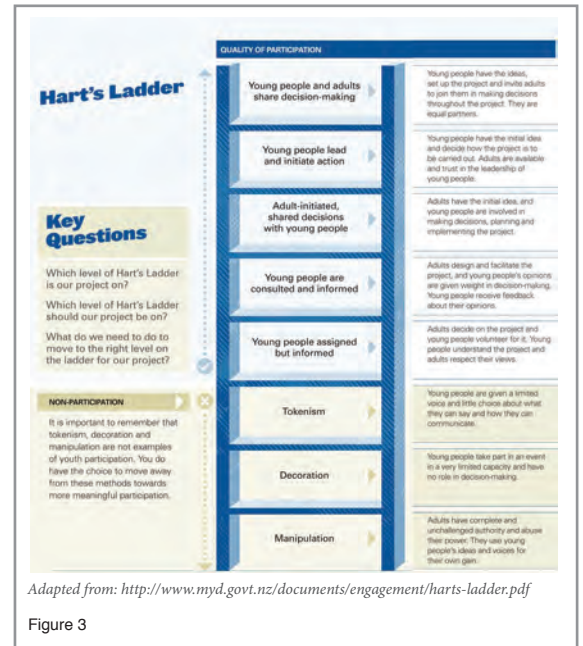 QUALITY OF PARTICIPATION
Hart's Ladder
Young people and adults
share decision-making
Young people have the ideas,
set up the project and invite adults
to join them in making decisions
throughout the project. They are
equal partners.
Young people lead
and initiate action
Young people have the initial idea
and decide how the project is to
be carried out. Adults are available
and trust in the leadership of
young people.
Adult-initiated,
shared decisions
with young people
Adults have the initial idea, and
young people are involved in
making decisions, planning and
implementing the project.
Key
Questions
Which level of Hart's Ladder
is our project on?
Which level of Hart's Ladder
should our project be on?
What do we need to do to
move to the right level on
the ladder for our project?
Young people are
consulted and informed
Adults design and facilitate the
project, and young people's opinions
are given weight in decision-making.
Young people receive feedback
about their opinions.
Young people assigned
but informed
Adults decide on the project and
young people volunteer for it. Young
people understand the project and
adults respect their views.
NON-PARTICIPATION
It is important to remember that
tokenism, decoration and
manipulation are not examples
of youth participation. You do
have the choice to move away
from these methods towards
more meaningful participation.
Tokenism
Young people are given a limited
voice and little choice about what
they can say and how they can
communicate.
Decoration
Young people take part in an event
in a very limited capacity and have
no role in decision-making.
Manipulation
Adults have complete and
unchallenged authority and abuse
their power. They use young
people's ideas and voices for
their own gain.
Adapted from: http://www.myd.govt.nz/documents/engagement/harts-ladder.pdf
Figure 3